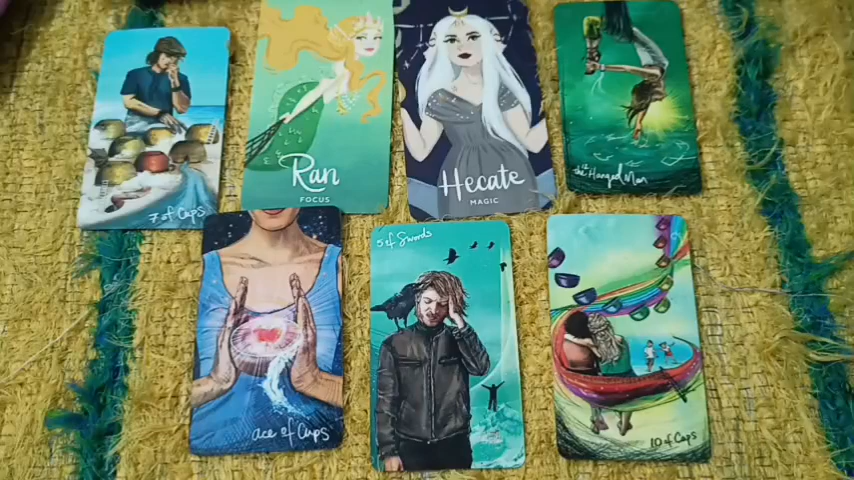 7 of Cups
Ran
FOCUS
Hecate
MAGIC
the Hanged Man
ace of Cups
5 of Swords
10 of Cups